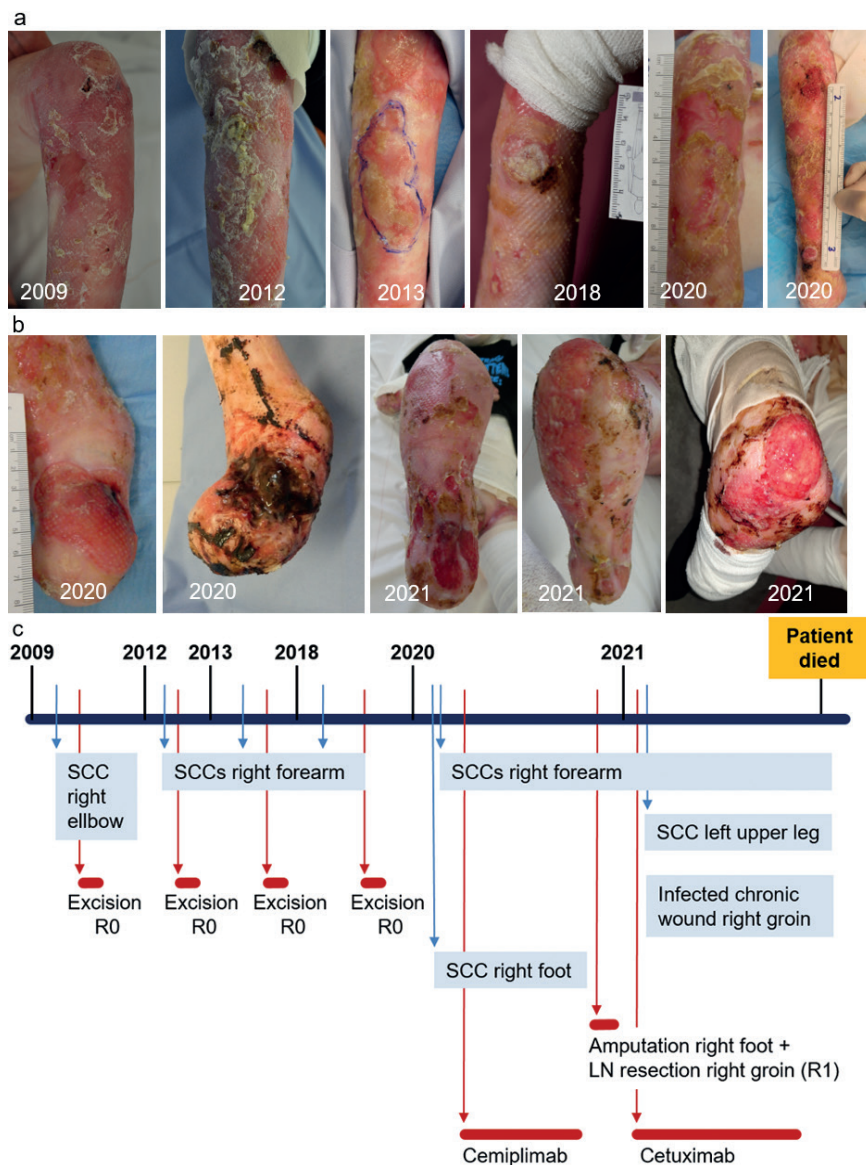 a
2009
2012
2013
2018
2020
2020
b
2020
2020
2021
2021
2021
c
2009
2012
2013
2018
2020
2021
Patient
died
SCC
right
ellbow
SCCs right forearm
SCCs right forearm
SCC left upper leg
Infected chronic
wound right groin
Excision
R0
Excision
R0
Excision
R0
Excision
R0
SCC right foot
Amputation right foot +
LN resection right groin (R1)
Cemiplimab
Cetuximab